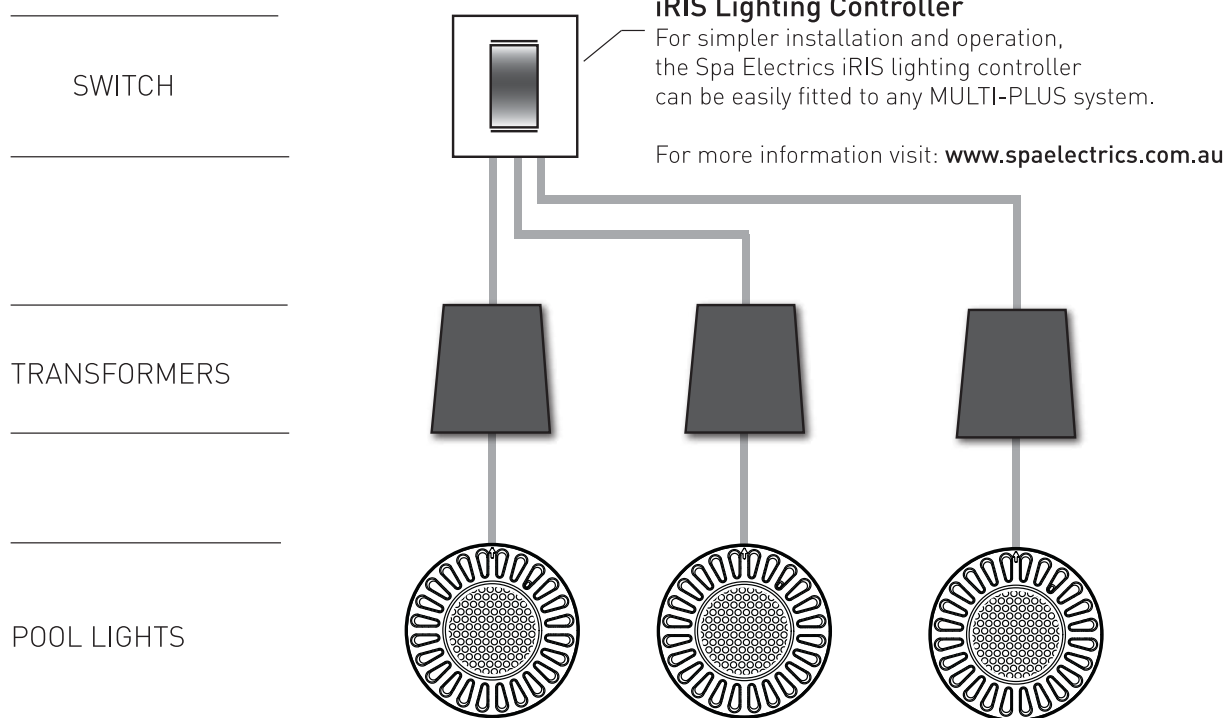 iRIS Lighting Controller
For simpler installation and operation,
the Spa Electrics iRIS lighting controller
can be easily fitted to any MULTI-PLUS system.
For more information visit: www.spaelectrics.com.au
SWITCH
TRANSFORMERS
POOL LIGHTS